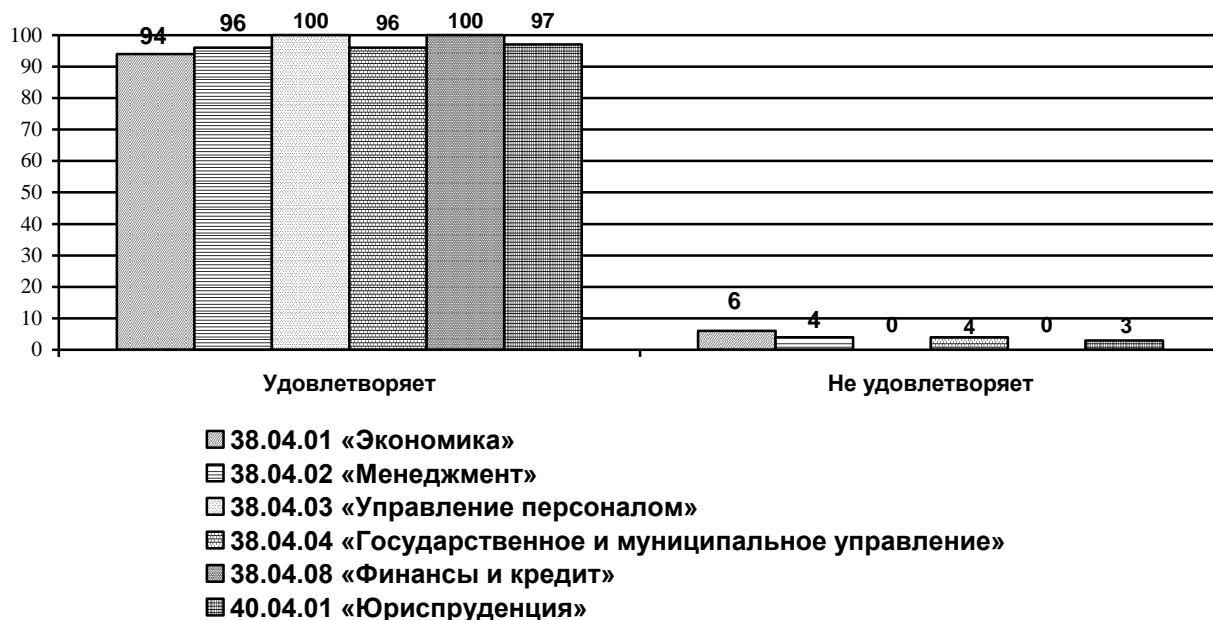 94 96 100 96 100 97
100
90
80
70
60
50
40
30
20
10
0
6 4 0 4 0 3
Удовлетворяет Не удовлетворяет
38.04.01 «Экономика»
38.04.02 «Менеджмент»
38.04.03 «Управление персоналом»
38.04.04 «Государственное и муниципальное управление»
38.04.08 «Финансы и кредит»
40.04.01 «Юриспруденция»